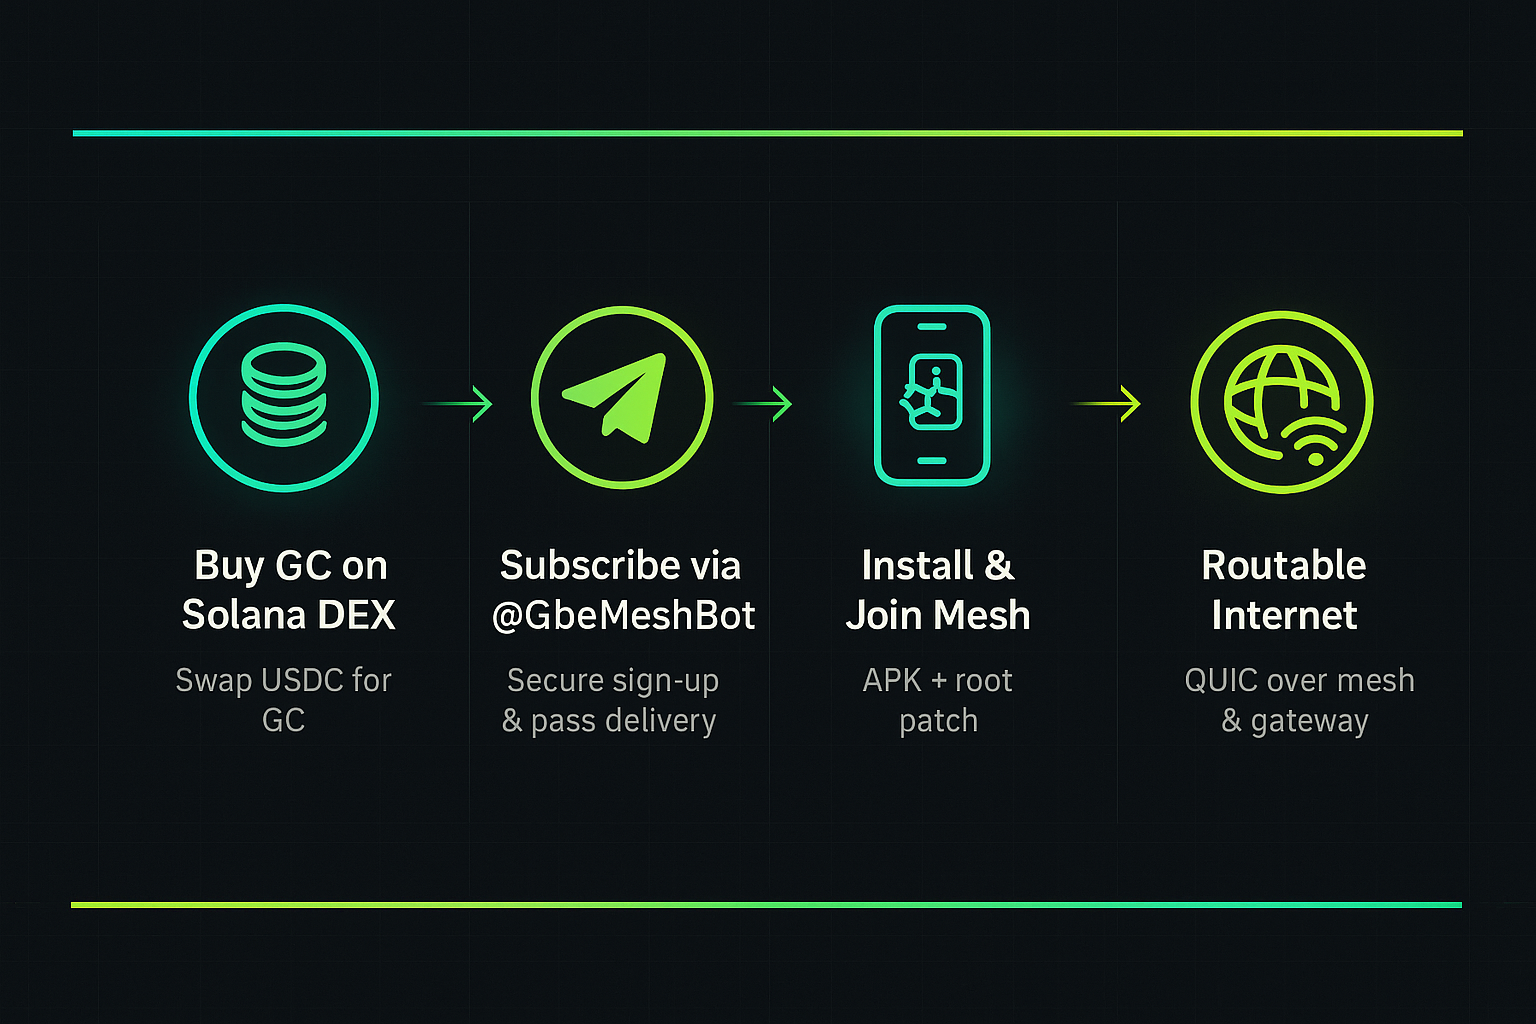 Buy GC on
Solana DEX
Swap USDC for
GC
Subscribe via
@GbeMeshBot
Secure sign-up
& pass delivery
Install &
Join Mesh
APK + root
patch
Routable
Internet
QUIC over mesh
& gateway